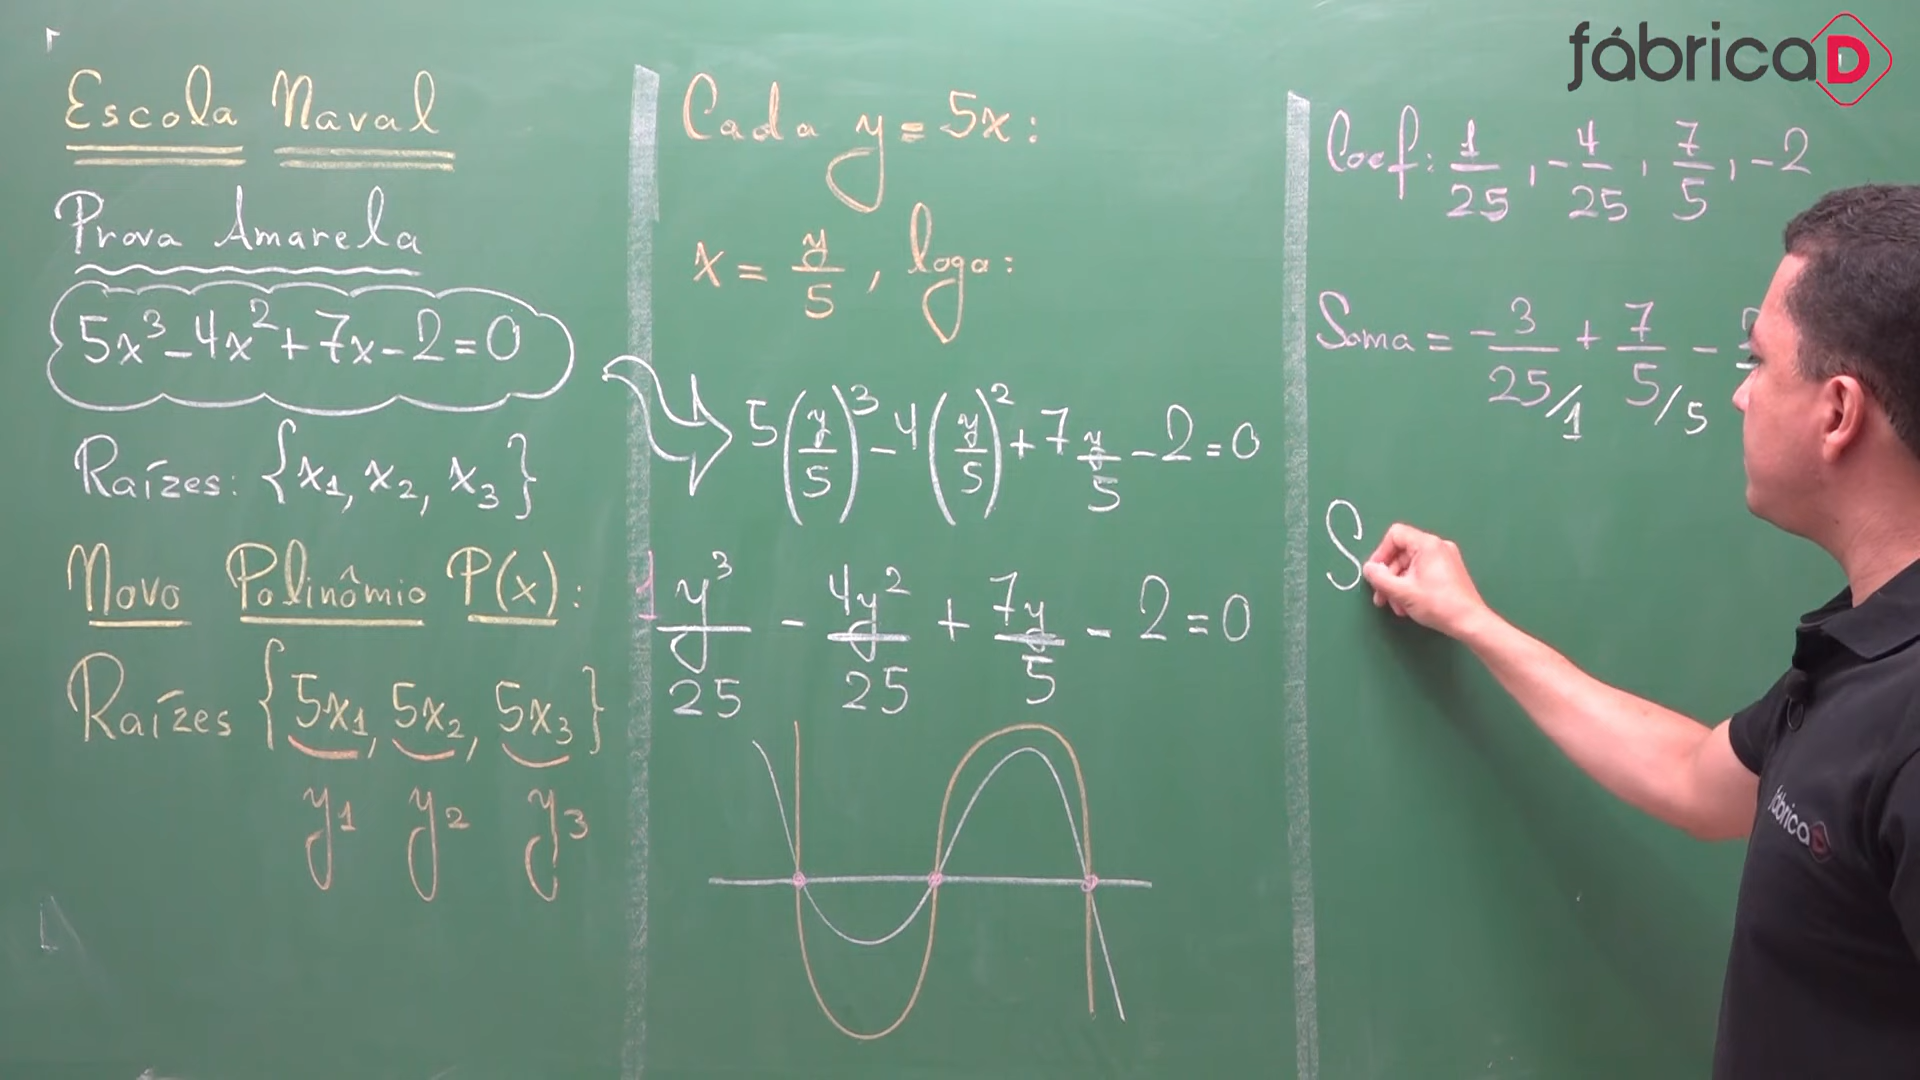 fábricaD
Escola Naval
Prova Amarela
5x³-4x²+7x-2=0
Raízes: {x₁, x₂, x₃}
Novo Polinômio P(x):
Raízes {5x₁, 5x₂, 5x₃}
y₁ y₂ y₃
Cada y = 5x:
x = y/5, logo:
5(y/5)³-4(y/5)²+7y/5-2=0
1y³/25 - 4y²/25 + 7y/5 - 2=0
Coef: 1/25, -4/25, 7/5, -2
Soma = -3/25/1 + 7/5/5 -
S
fábricaD